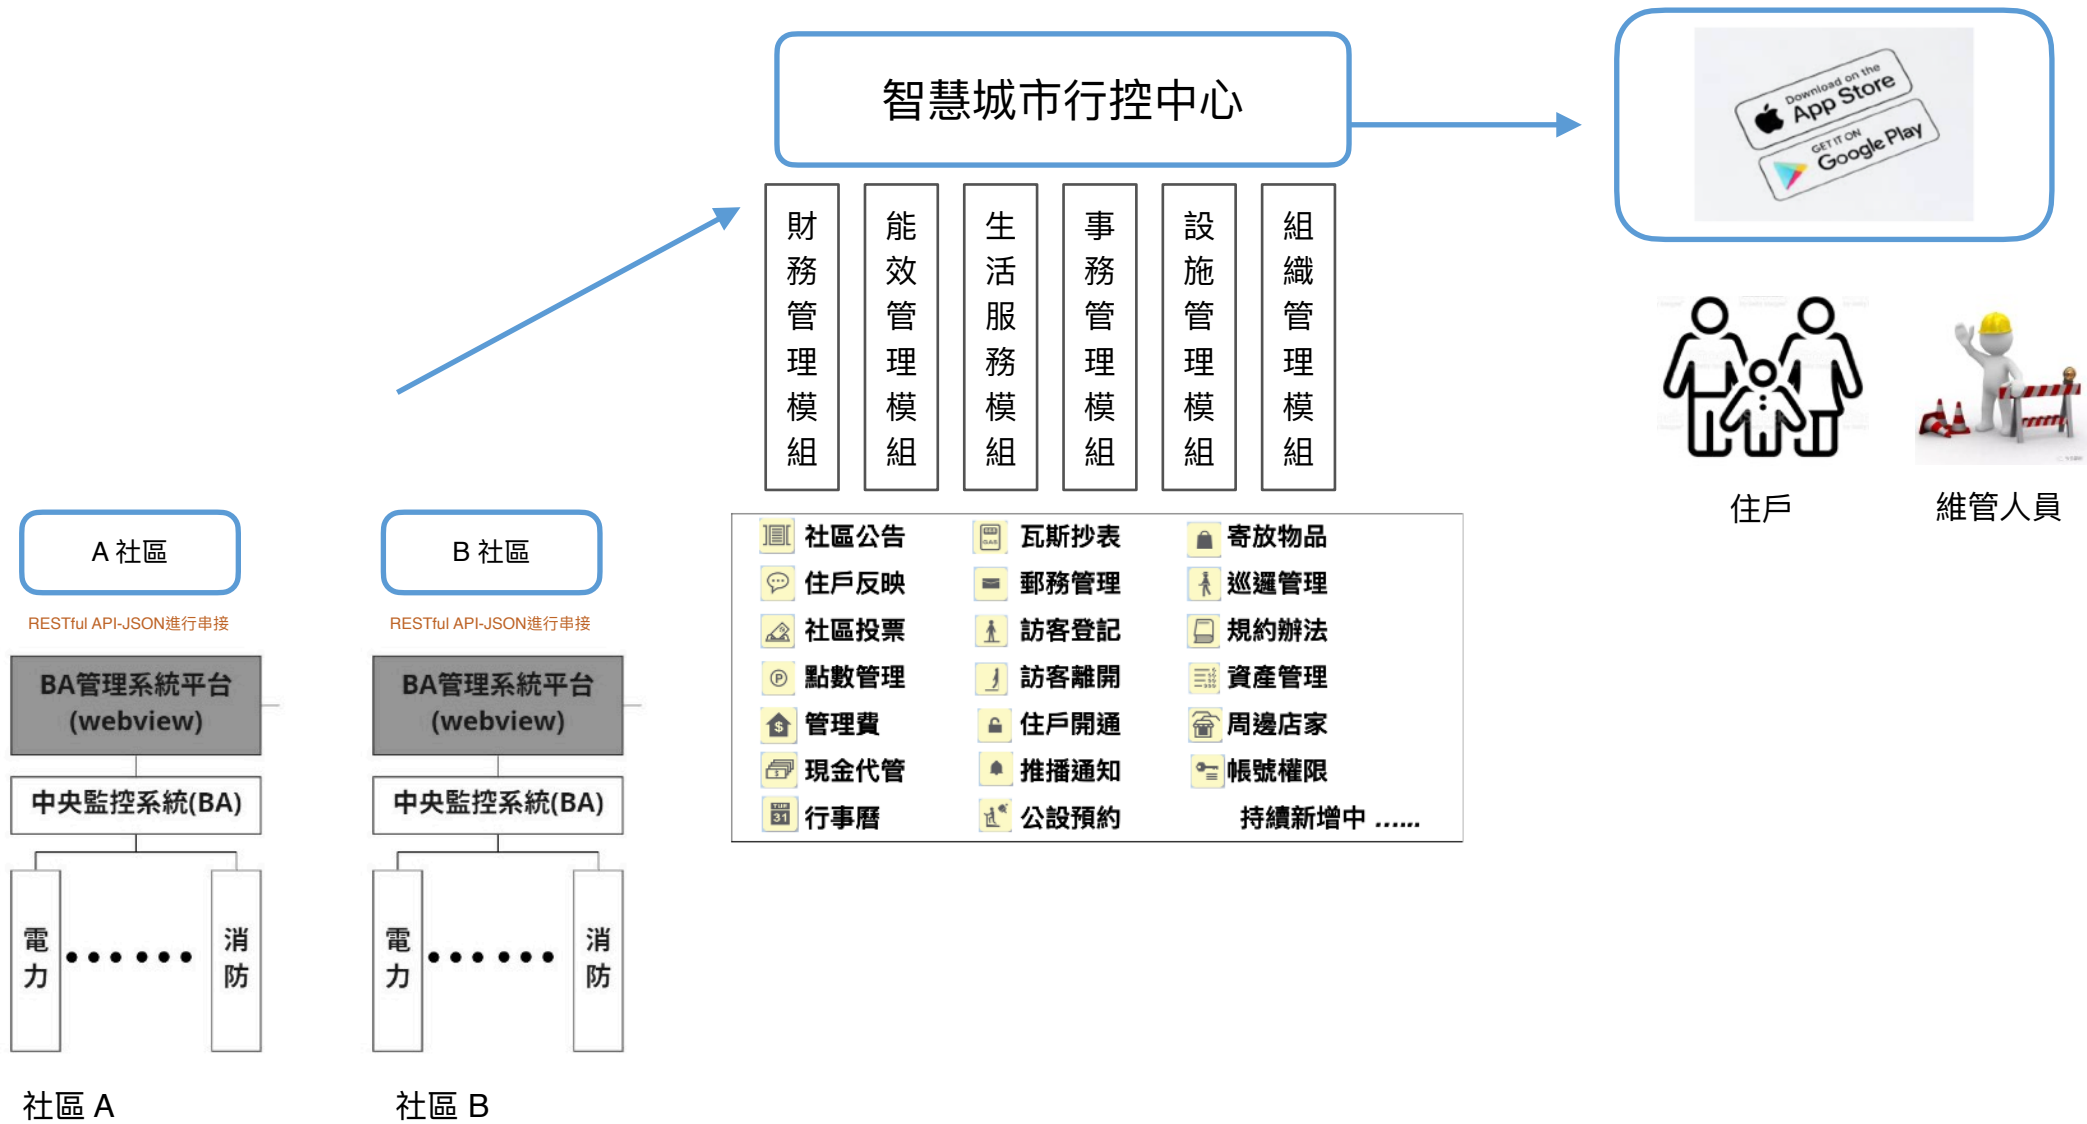 智慧城市行控中心
Download on the
App Store
GET IT ON
Google Play
財務管理模組
能效管理模組
生活服務模組
事務管理模組
設施管理模組
組織管理模組
住戶
維管人員
社區公告
瓦斯抄表
寄放物品
住戶反映
郵務管理
巡邏管理
社區投票
訪客登記
規約辦法
點數管理
訪客離開
資產管理
管理費
住戶開通
周邊店家
現金代管
推播通知
帳號權限
行事曆
公設預約
持續新增中 ......
A 社區
RESTful API-JSON進行串接
BA管理系統平台
(webview)
中央監控系統(BA)
電力
消防
社區 A
B 社區
RESTful API-JSON進行串接
BA管理系統平台
(webview)
中央監控系統(BA)
電力
消防
社區 B